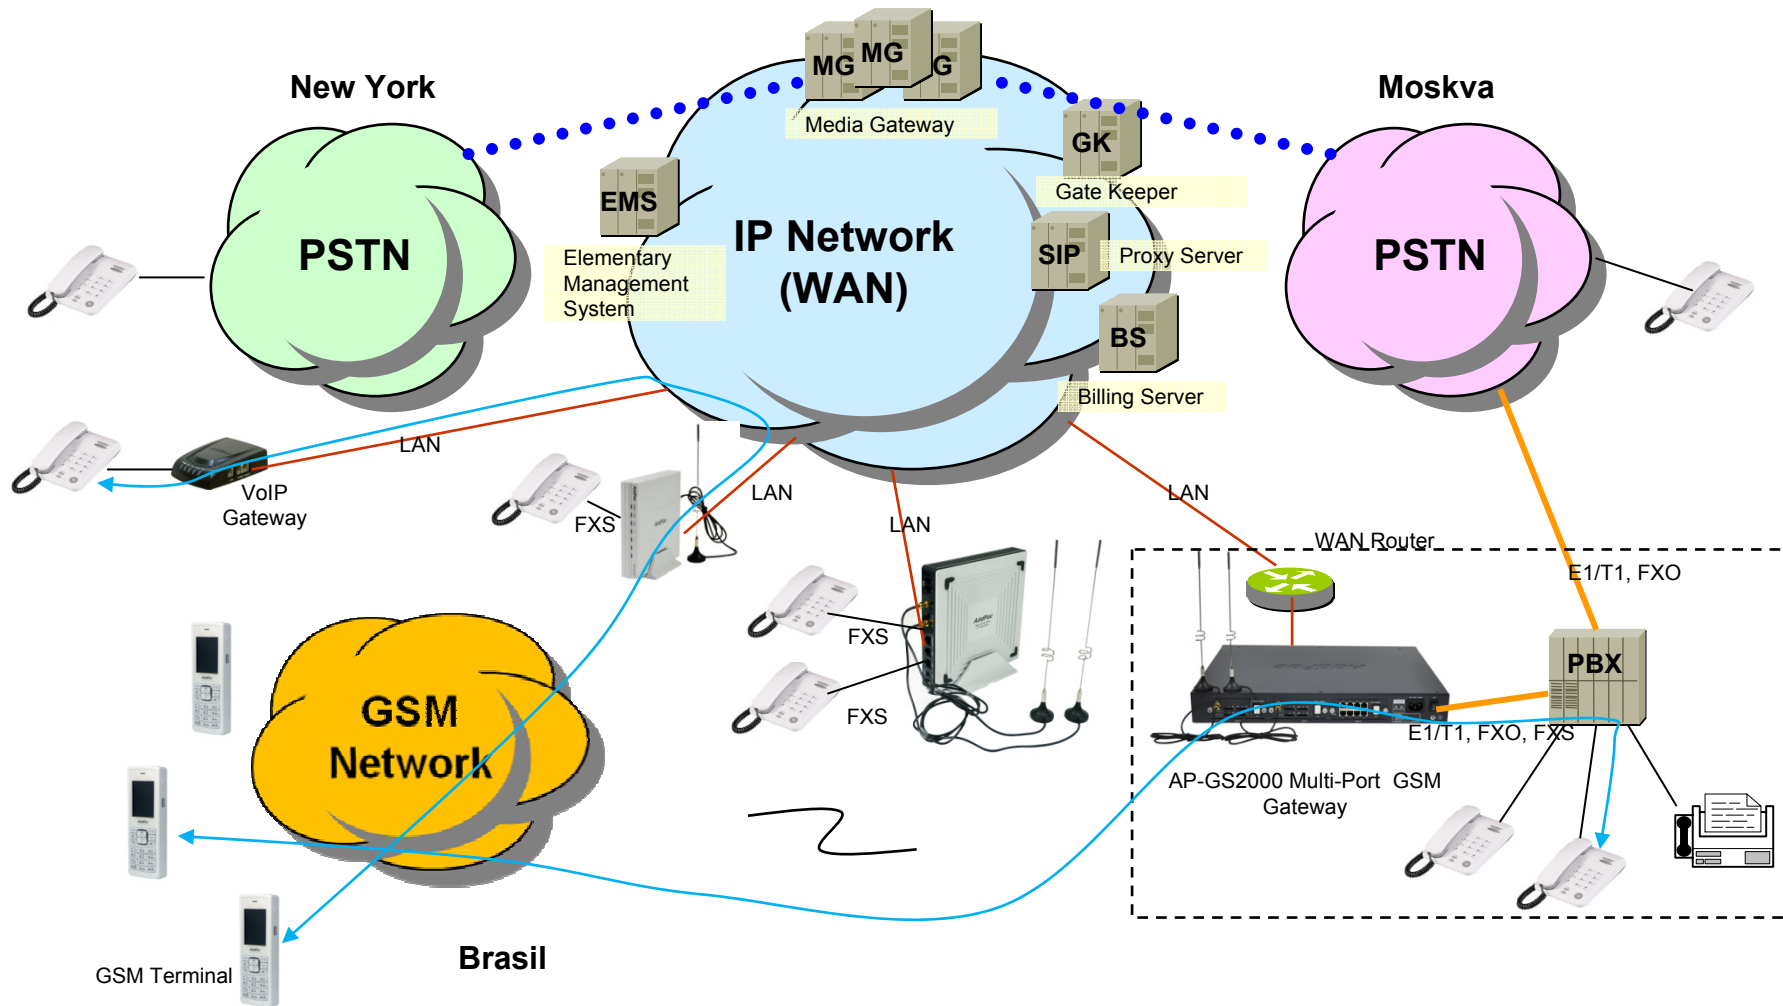 New York
Moskva
MG
MG
G
Media Gateway
GK
Gate Keeper
EMS
Elementary
Management
System
IP Network
(WAN)
SIP
Proxy Server
BS
Billing Server
PSTN
PSTN
LAN
VoIP
Gateway
FXS
LAN
LAN
LAN
WAN Router
E1/T1, FXO
FXS
FXS
AddPac
PBX
E1/T1, FXO, FXS
AP-GS2000 Multi-Port GSM
Gateway
GSM
Network
GSM Terminal
Brasil